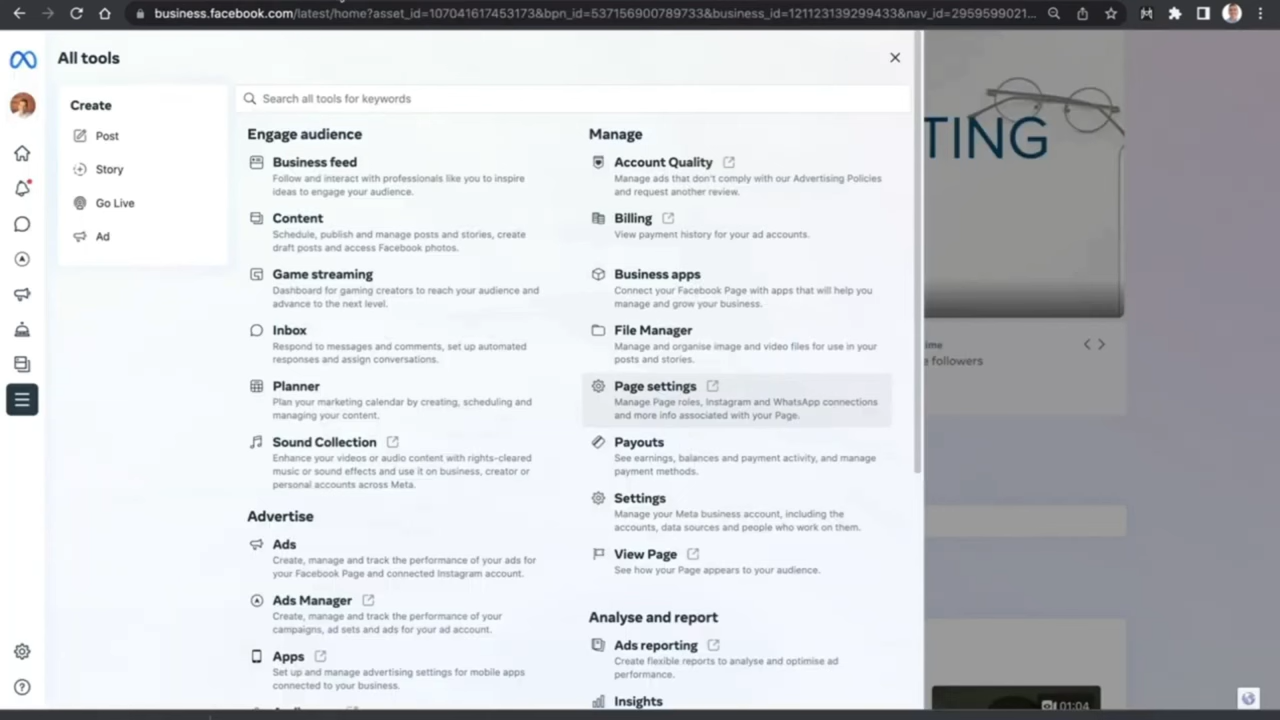 business.facebook.com/latest/home?asset_id=107041617453173&bpn_id=537156900789733&business_id=121123139299433&nav_id=2959599021...
All tools
Create
Post
Story
Go Live
Ad
Search all tools for keywords
Engage audience
Business feed
Follow and interact with professionals like you to inspire
ideas to engage your audience.
Content
Schedule, publish and manage posts and stories, create
draft posts and access Facebook photos.
Game streaming
Dashboard for gaming creators to reach your audience and
advance to the next level.
Inbox
Respond to messages and comments, set up automated
responses and assign conversations.
Planner
Plan your marketing calendar by creating, scheduling and
managing your content.
Sound Collection
Enhance your videos or audio content with rights-cleared
music or sound effects and use it on business, creator or
personal accounts across Meta.
Advertise
Ads
Create, manage and track the performance of your ads for
your Facebook Page and connected Instagram account.
Ads Manager
Create, manage and track the performance of your
campaigns, ad sets and ads for your ad account.
Apps
Set up and manage advertising settings for mobile apps
connected to your business.
Manage
Account Quality
Manage ads that don't comply with our Advertising Policies
and request another review.
Billing
View payment history for your ad accounts.
Business apps
Connect your Facebook Page with apps that will help you
manage and grow your business.
File Manager
Manage and organise image and video files for use in your
posts and stories.
Page settings
Manage Page roles, Instagram and WhatsApp connections
and more info associated with your Page.
Payouts
See earnings, balances and payment activity, and manage
payment methods.
Settings
Manage your Meta business account, including the
accounts, data sources and people who work on them.
View Page
See how your Page appears to your audience.
Analyse and report
Ads reporting
Create flexible reports to analyse and optimise ad
performance.
Insights
TING
ime
e followers
01:04